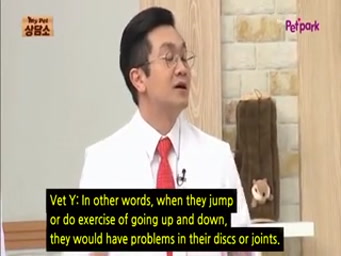 My Pet
상담소
Petpark
Vet Y: In other words, when they jump
or do exercise of going up and down,
they would have problems in their discs or joints.